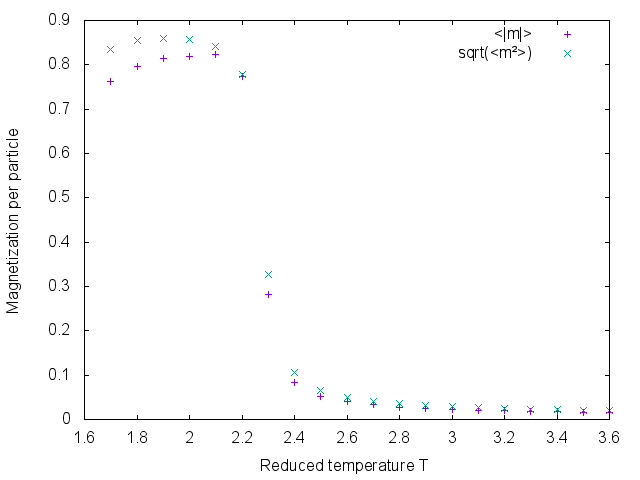 0.9
0.8
0.7
0.6
0.5
0.4
0.3
0.2
0.1
0
<|m|>
sqrt(<m²>)
Magnetization per particle
1.6 1.8 2 2.2 2.4 2.6 2.8 3 3.2 3.4 3.6
Reduced temperature T